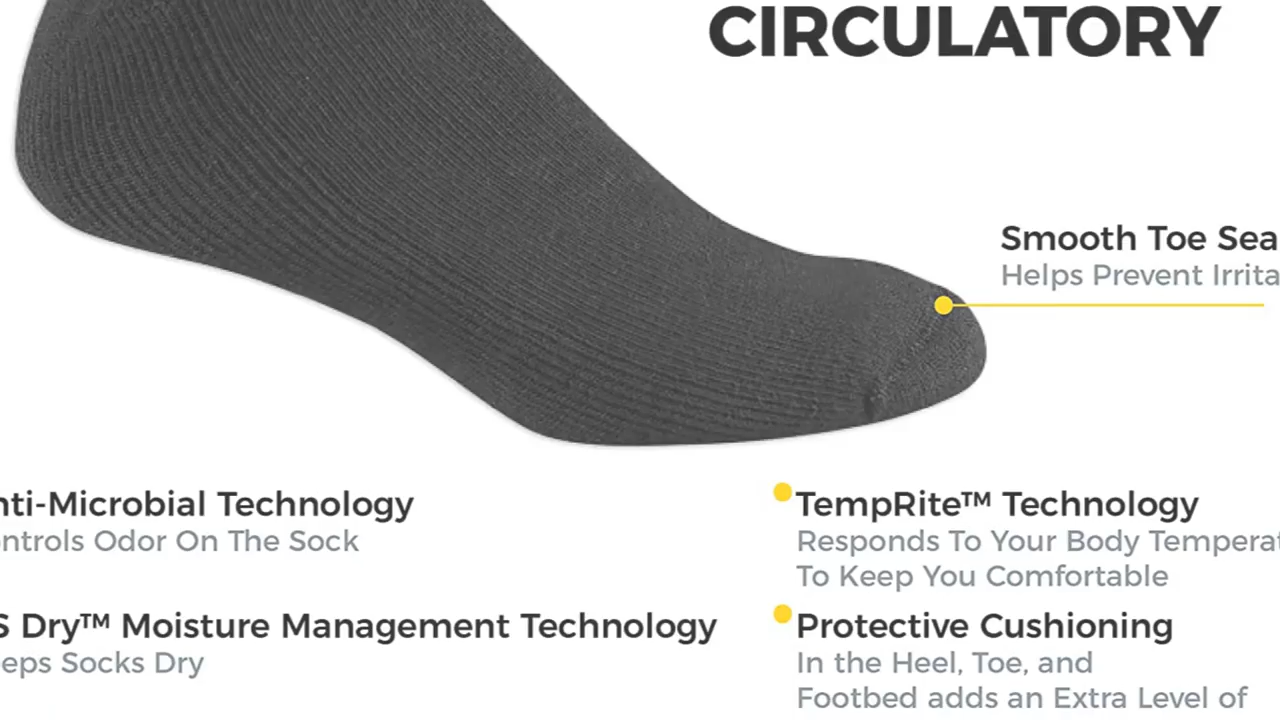 CIRCULATORY
Smooth Toe Sea
Helps Prevent Irrita
nti-Microbial Technology
ntrols Odor On The Sock
S Dry™ Moisture Management Technology
eeps Socks Dry
TempRite™ Technology
Responds To Your Body Temperat
To Keep You Comfortable
Protective Cushioning
In the Heel, Toe, and
Footbed adds an Extra Level of